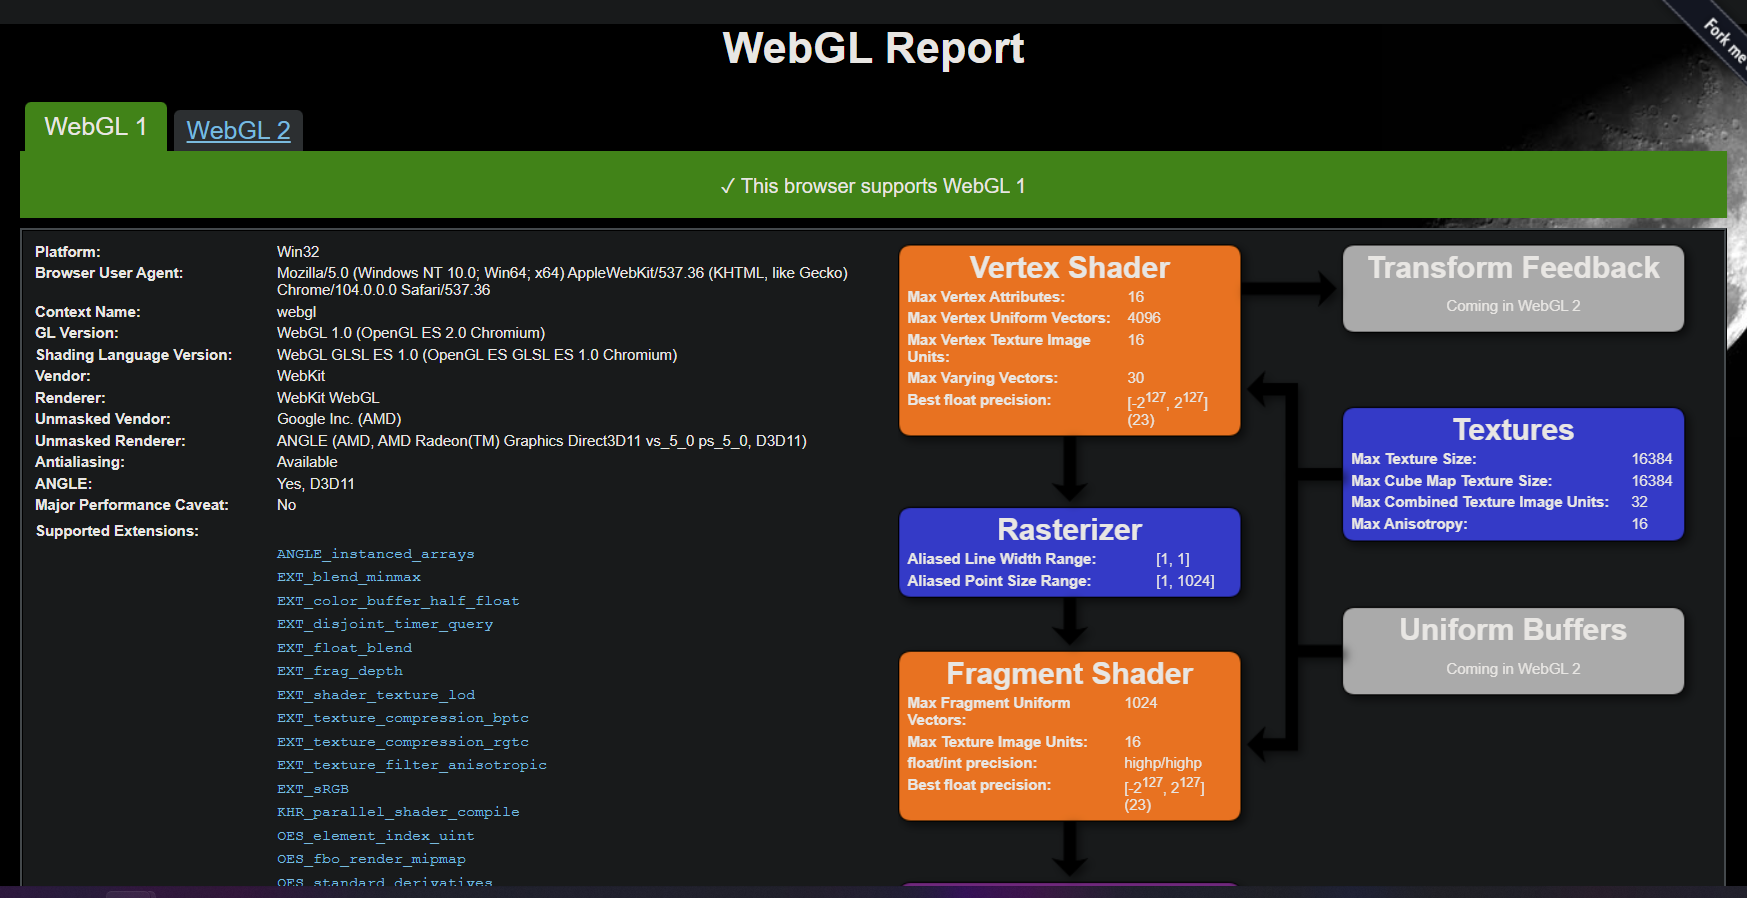 WebGL Report
Fork me
WebGL 1
WebGL 2
✓ This browser supports WebGL 1
Platform: Win32
Browser User Agent: Mozilla/5.0 (Windows NT 10.0; Win64; x64) AppleWebKit/537.36 (KHTML, like Gecko)
Chrome/104.0.0.0 Safari/537.36
Context Name: webgl
GL Version: WebGL 1.0 (OpenGL ES 2.0 Chromium)
Shading Language Version: WebGL GLSL ES 1.0 (OpenGL ES GLSL ES 1.0 Chromium)
Vendor: WebKit
Renderer: WebKit WebGL
Unmasked Vendor: Google Inc. (AMD)
Unmasked Renderer: ANGLE (AMD, AMD Radeon(TM) Graphics Direct3D11 vs_5_0 ps_5_0, D3D11)
Antialiasing: Available
ANGLE: Yes, D3D11
Major Performance Caveat: No
Supported Extensions:
ANGLE_instanced_arrays
EXT_blend_minmax
EXT_color_buffer_half_float
EXT_disjoint_timer_query
EXT_float_blend
EXT_frag_depth
EXT_shader_texture_lod
EXT_texture_compression_bptc
EXT_texture_compression_rgtc
EXT_texture_filter_anisotropic
EXT_sRGB
KHR_parallel_shader_compile
OES_element_index_uint
OES_fbo_render_mipmap
OES_standard_derivatives
Vertex Shader
Max Vertex Attributes: 16
Max Vertex Uniform Vectors: 4096
Max Vertex Texture Image 16
Units:
Max Varying Vectors: 30
Best float precision: [-2^127, 2^127]
(23)
Transform Feedback
Coming in WebGL 2
Textures
Max Texture Size: 16384
Max Cube Map Texture Size: 16384
Max Combined Texture Image Units: 32
Max Anisotropy: 16
Rasterizer
Aliased Line Width Range: [1, 1]
Aliased Point Size Range: [1, 1024]
Uniform Buffers
Coming in WebGL 2
Fragment Shader
Max Fragment Uniform 1024
Vectors:
Max Texture Image Units: 16
float/int precision: highp/highp
Best float precision: [-2^127, 2^127]
(23)